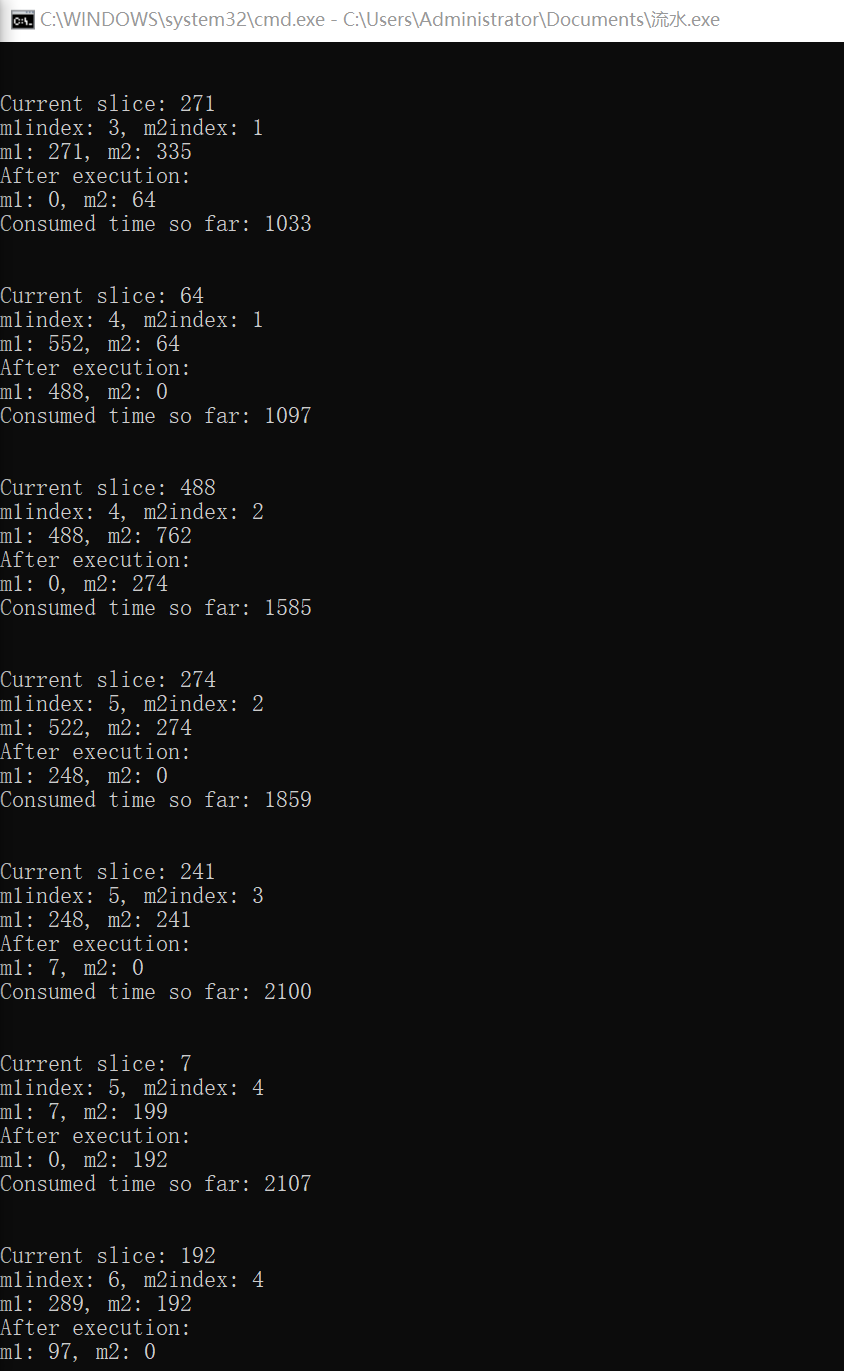 C:\WINDOWS\system32\cmd.exe - C:\Users\Administrator\Documents\流水.exe
Current slice: 271
m1index: 3, m2index: 1
m1: 271, m2: 335
After execution:
m1: 0, m2: 64
Consumed time so far: 1033
Current slice: 64
m1index: 4, m2index: 1
m1: 552, m2: 64
After execution:
m1: 488, m2: 0
Consumed time so far: 1097
Current slice: 488
m1index: 4, m2index: 2
m1: 488, m2: 762
After execution:
m1: 0, m2: 274
Consumed time so far: 1585
Current slice: 274
m1index: 5, m2index: 2
m1: 522, m2: 274
After execution:
m1: 248, m2: 0
Consumed time so far: 1859
Current slice: 241
m1index: 5, m2index: 3
m1: 248, m2: 241
After execution:
m1: 7, m2: 0
Consumed time so far: 2100
Current slice: 7
m1index: 5, m2index: 4
m1: 7, m2: 199
After execution:
m1: 0, m2: 192
Consumed time so far: 2107
Current slice: 192
m1index: 6, m2index: 4
m1: 289, m2: 192
After execution:
m1: 97, m2: 0